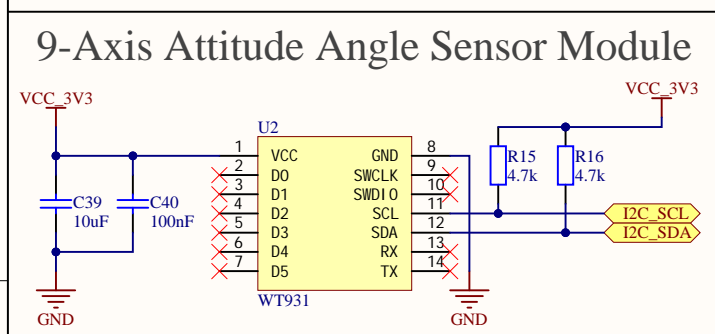 9-Axis Attitude Angle Sensor Module
VCC_3V3
VCC_3V3
U2
1 VCC GND 8
2 D0 SWCLK 9
3 D1 SWDIO 10
4 D2 SCL 11
5 D3 SDA 12
6 D4 RX 13
7 D5 TX 14
WT931
C39
10uF
C40
100nF
R15
4.7k
R16
4.7k
I2C_SCL
I2C_SDA
GND
GND